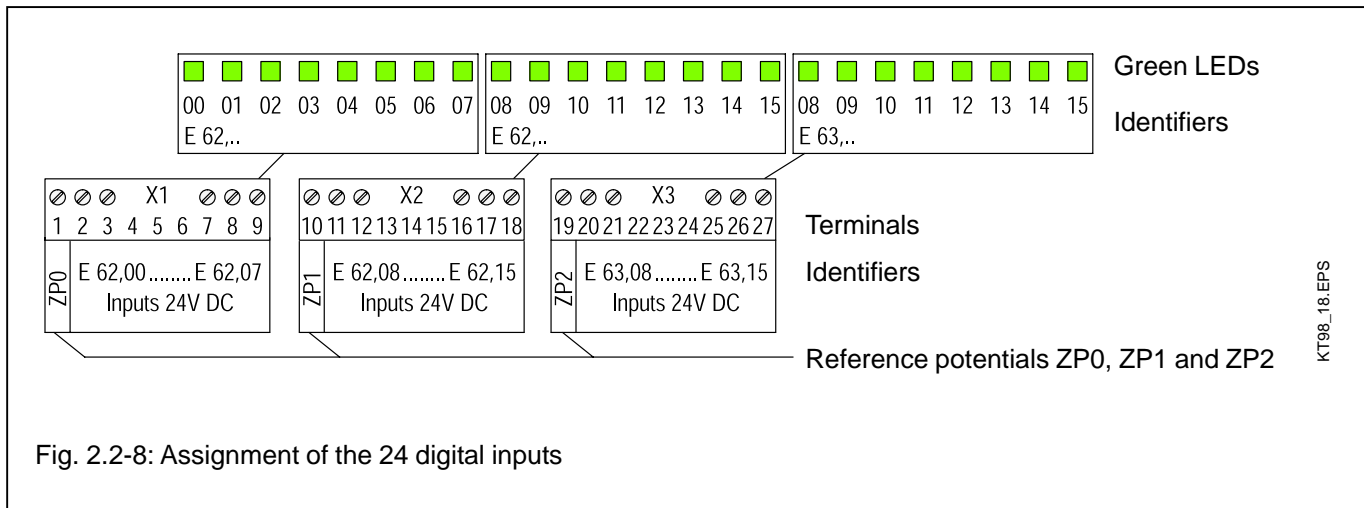 Green LEDs
00 01 02 03 04 05 06 07
08 09 10 11 12 13 14 15
08 09 10 11 12 13 14 15
Identifiers
E 62,..
E 62,..
E 63,..
X1
1 2 3 4 5 6 7 8 9
ZP0
E 62,00........E 62,07
Inputs 24V DC
X2
10 11 12 13 14 15 16 17 18
ZP1
E 62,08........E 62,15
Inputs 24V DC
X3
19 20 21 22 23 24 25 26 27
ZP2
E 63,08........E 63,15
Inputs 24V DC
Terminals
Identifiers
Reference potentials ZP0, ZP1 and ZP2
KT98_18.EPS
Fig. 2.2-8: Assignment of the 24 digital inputs